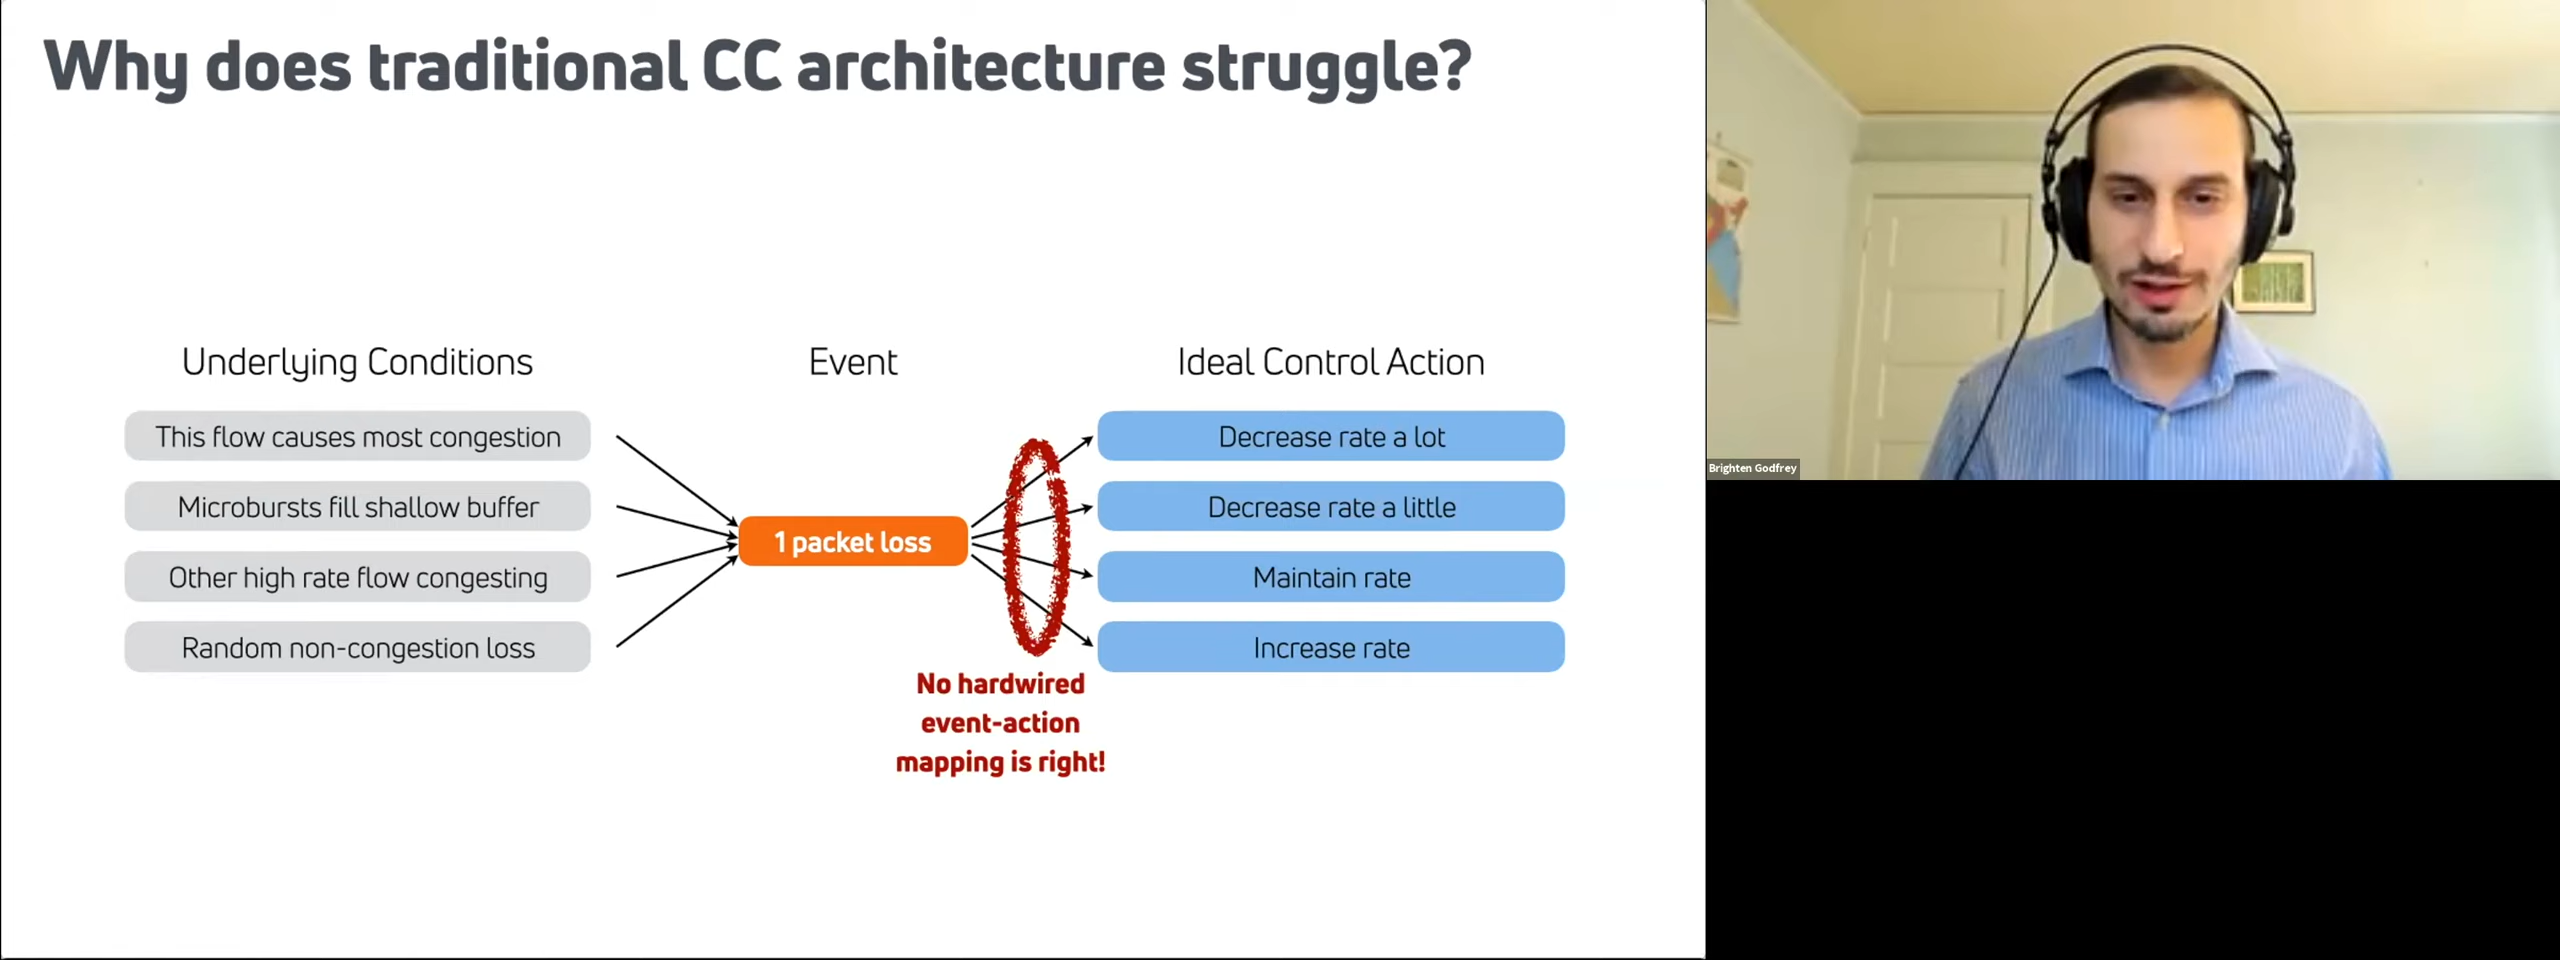 Why does traditional CC architecture struggle?
Underlying Conditions
Event
Ideal Control Action
This flow causes most congestion
Microbursts fill shallow buffer
Other high rate flow congesting
Random non-congestion loss
1 packet loss
Decrease rate a lot
Decrease rate a little
Maintain rate
Increase rate
No hardwired
event-action
mapping is right!
Brighten Godfrey